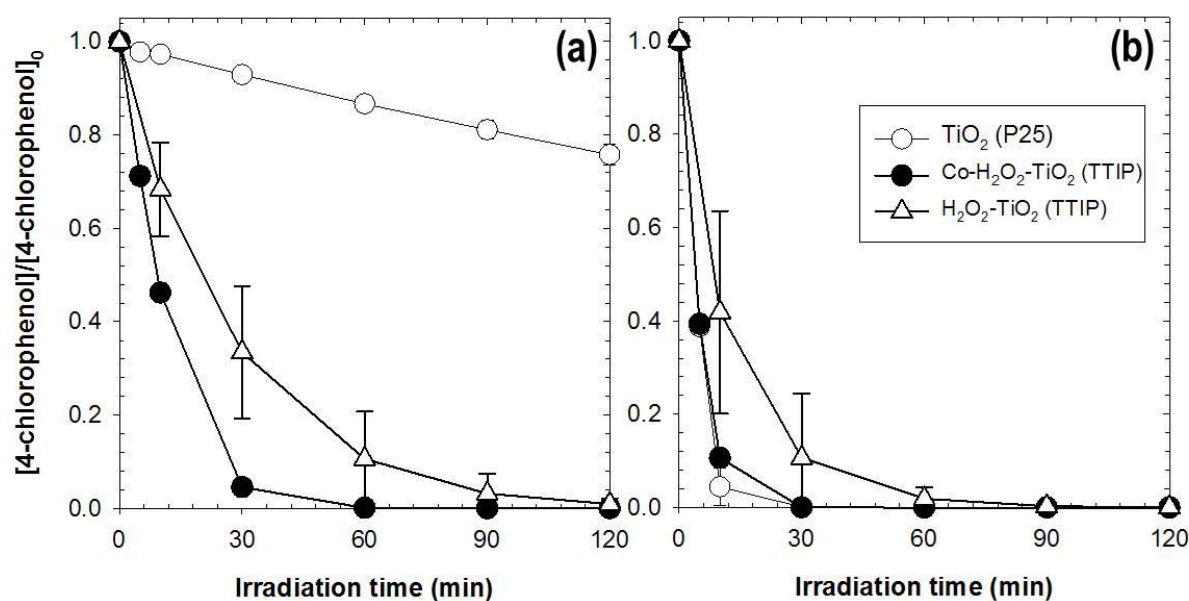 [4-chlorophenol]/[4-chlorophenol]₀
1.0
0.8
0.6
0.4
0.2
0.0
(a)
0 30 60 90 120
Irradiation time (min)
1.0
0.8
0.6
0.4
0.2
0.0
(b)
TiO₂ (P25)
Co-H₂O₂-TiO₂ (TTIP)
H₂O₂-TiO₂ (TTIP)
0 30 60 90 120
Irradiation time (min)